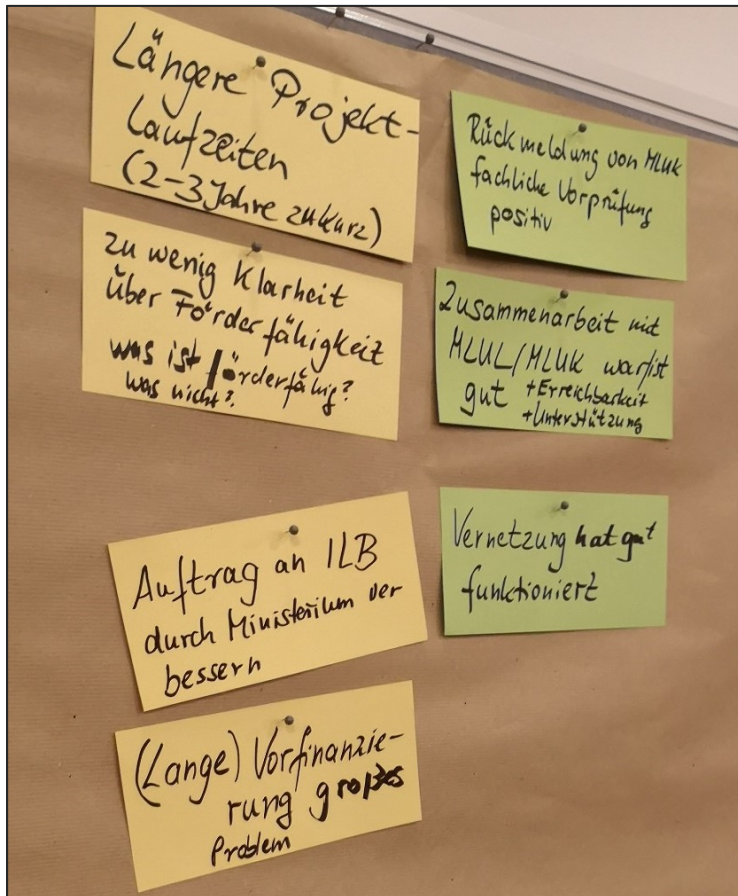 Längere Projekt-
Laufzeiten
(2-3 Jahre zu kurz)
zu wenig Klarheit
über Förderfähigkeit
was ist förderfähig?
was nicht?
Auftrag an ILB
durch Ministerium ver
bessern
(Lange) Vorfinanzie-
rung großes
Problem
Rückmeldung von MLUK
fachliche Vorprüfung
positiv
Zusammenarbeit mit
MLUL/MLUK war/ist
gut +Erreichbarkeit
+Unterstützung
Vernetzung hat gut
funktioniert